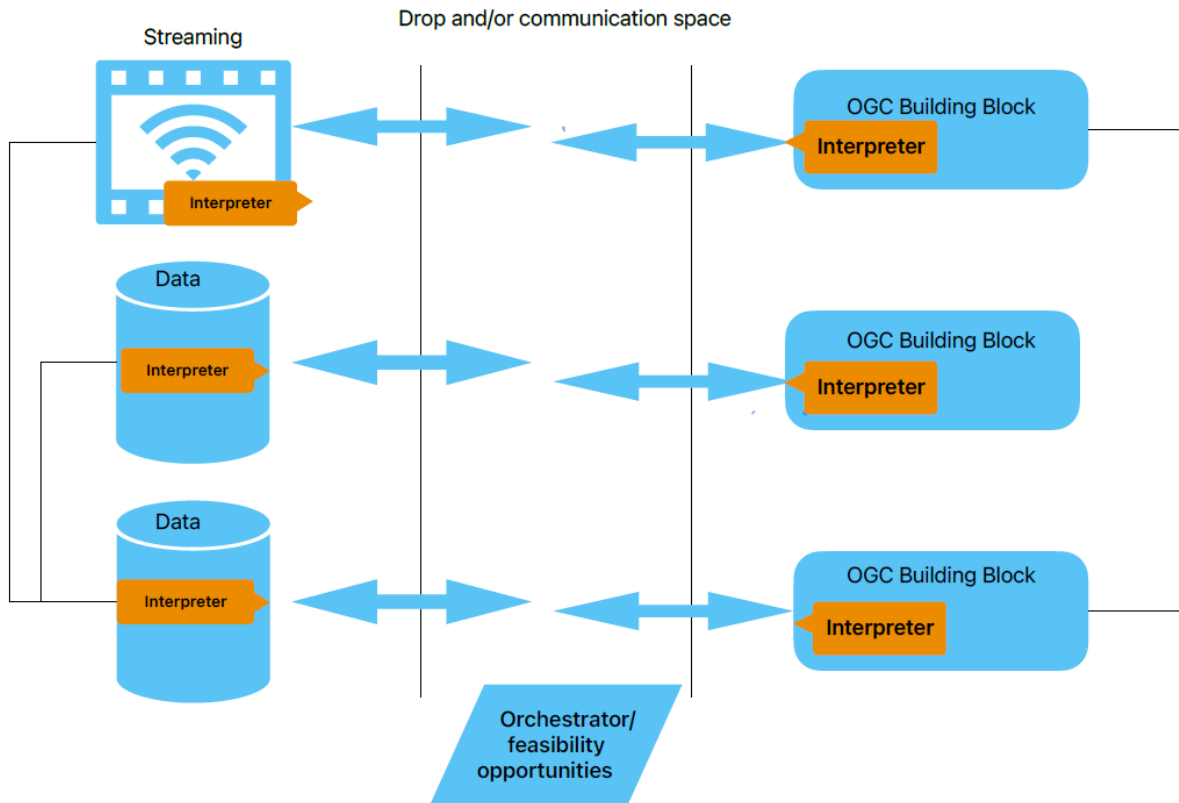 Drop and/or communication space
Streaming
OGC Building Block
Interpreter
Interpreter
Data
OGC Building Block
Interpreter
Interpreter
Data
OGC Building Block
Interpreter
Interpreter
Orchestrator/
feasibility
opportunities